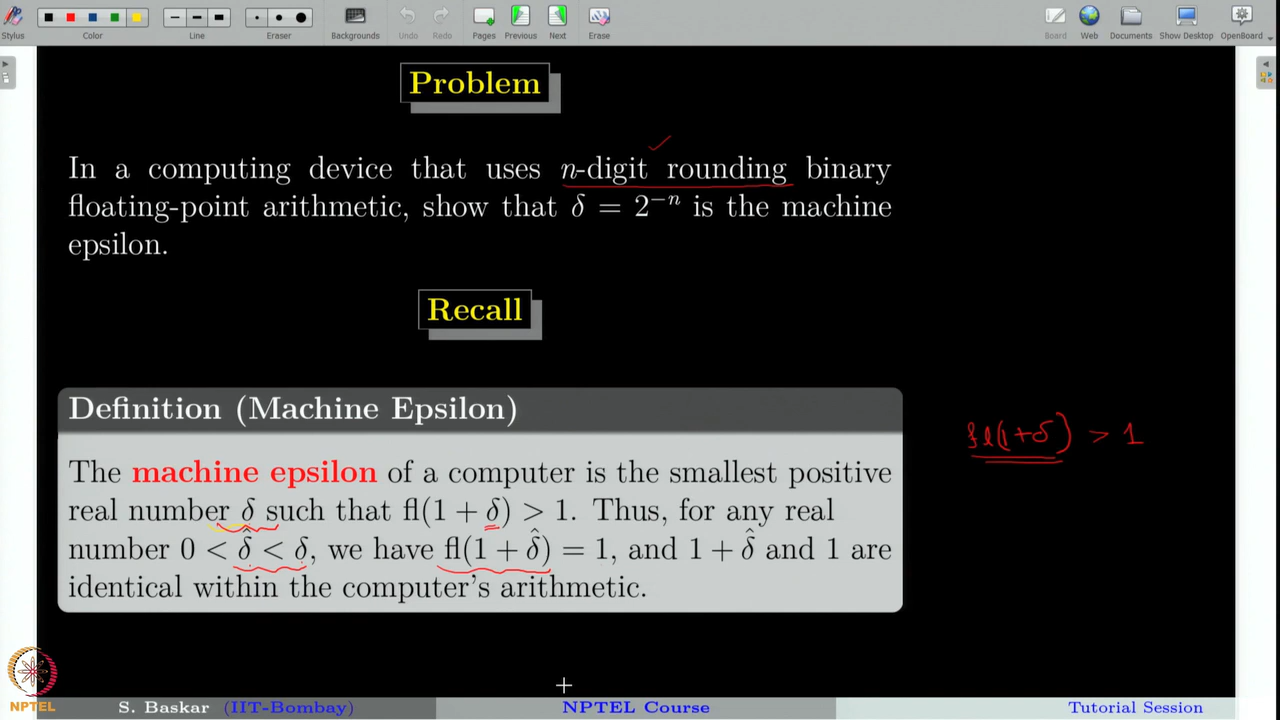 Stylus Color Line Eraser Backgrounds Undo Redo Pages Previous Next Erase Board Web Documents Show Desktop OpenBoard
Problem
In a computing device that uses n-digit rounding binary
floating-point arithmetic, show that δ = 2⁻ⁿ is the machine
epsilon.
Recall
Definition (Machine Epsilon)
The machine epsilon of a computer is the smallest positive
real number δ such that fl(1 + δ) > 1. Thus, for any real
number 0 < δ̂ < δ, we have fl(1 + δ̂) = 1, and 1 + δ̂ and 1 are
identical within the computer's arithmetic.
fl(1+δ) > 1
NPTEL
S. Baskar (IIT-Bombay) NPTEL Course Tutorial Session